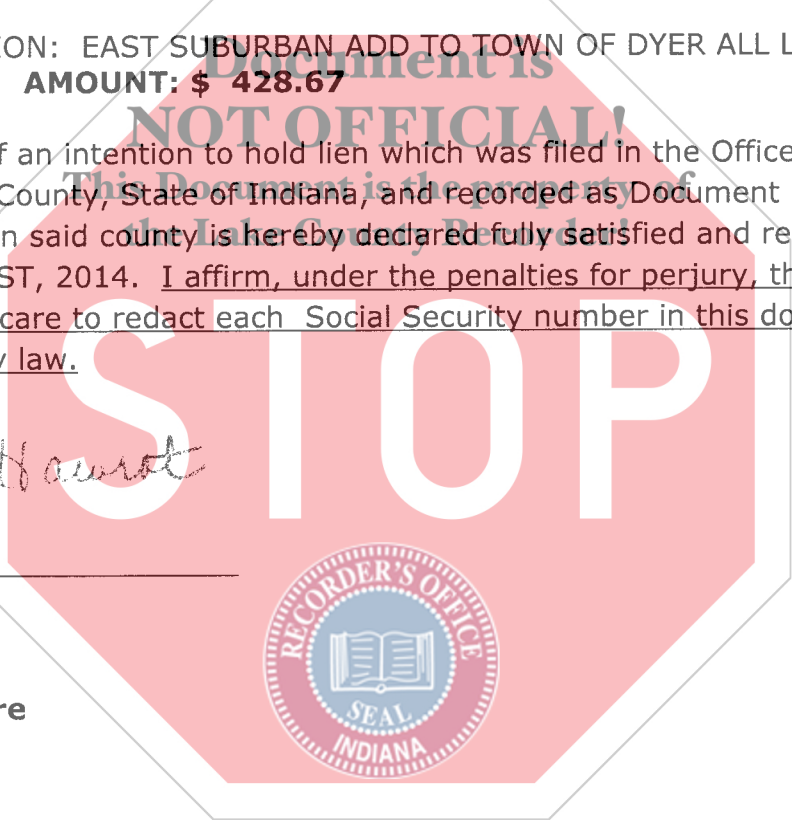 ION: EAST SUBURBAN ADD TO TOWN OF DYER ALL L
AMOUNT: $ 428.67
Document is
NOT OFFICIAL!
This Document is the property of
the Lake County Recorder!
f an intention to hold lien which was filed in the Office
County, State of Indiana, and recorded as Document
n said county is hereby declared fully satisfied and re
ST, 2014. I affirm, under the penalties for perjury, th
care to redact each Social Security number in this do
y law.
STOP
Hawrot
RECORDER'S OFFICE
SEAL
INDIANA
re